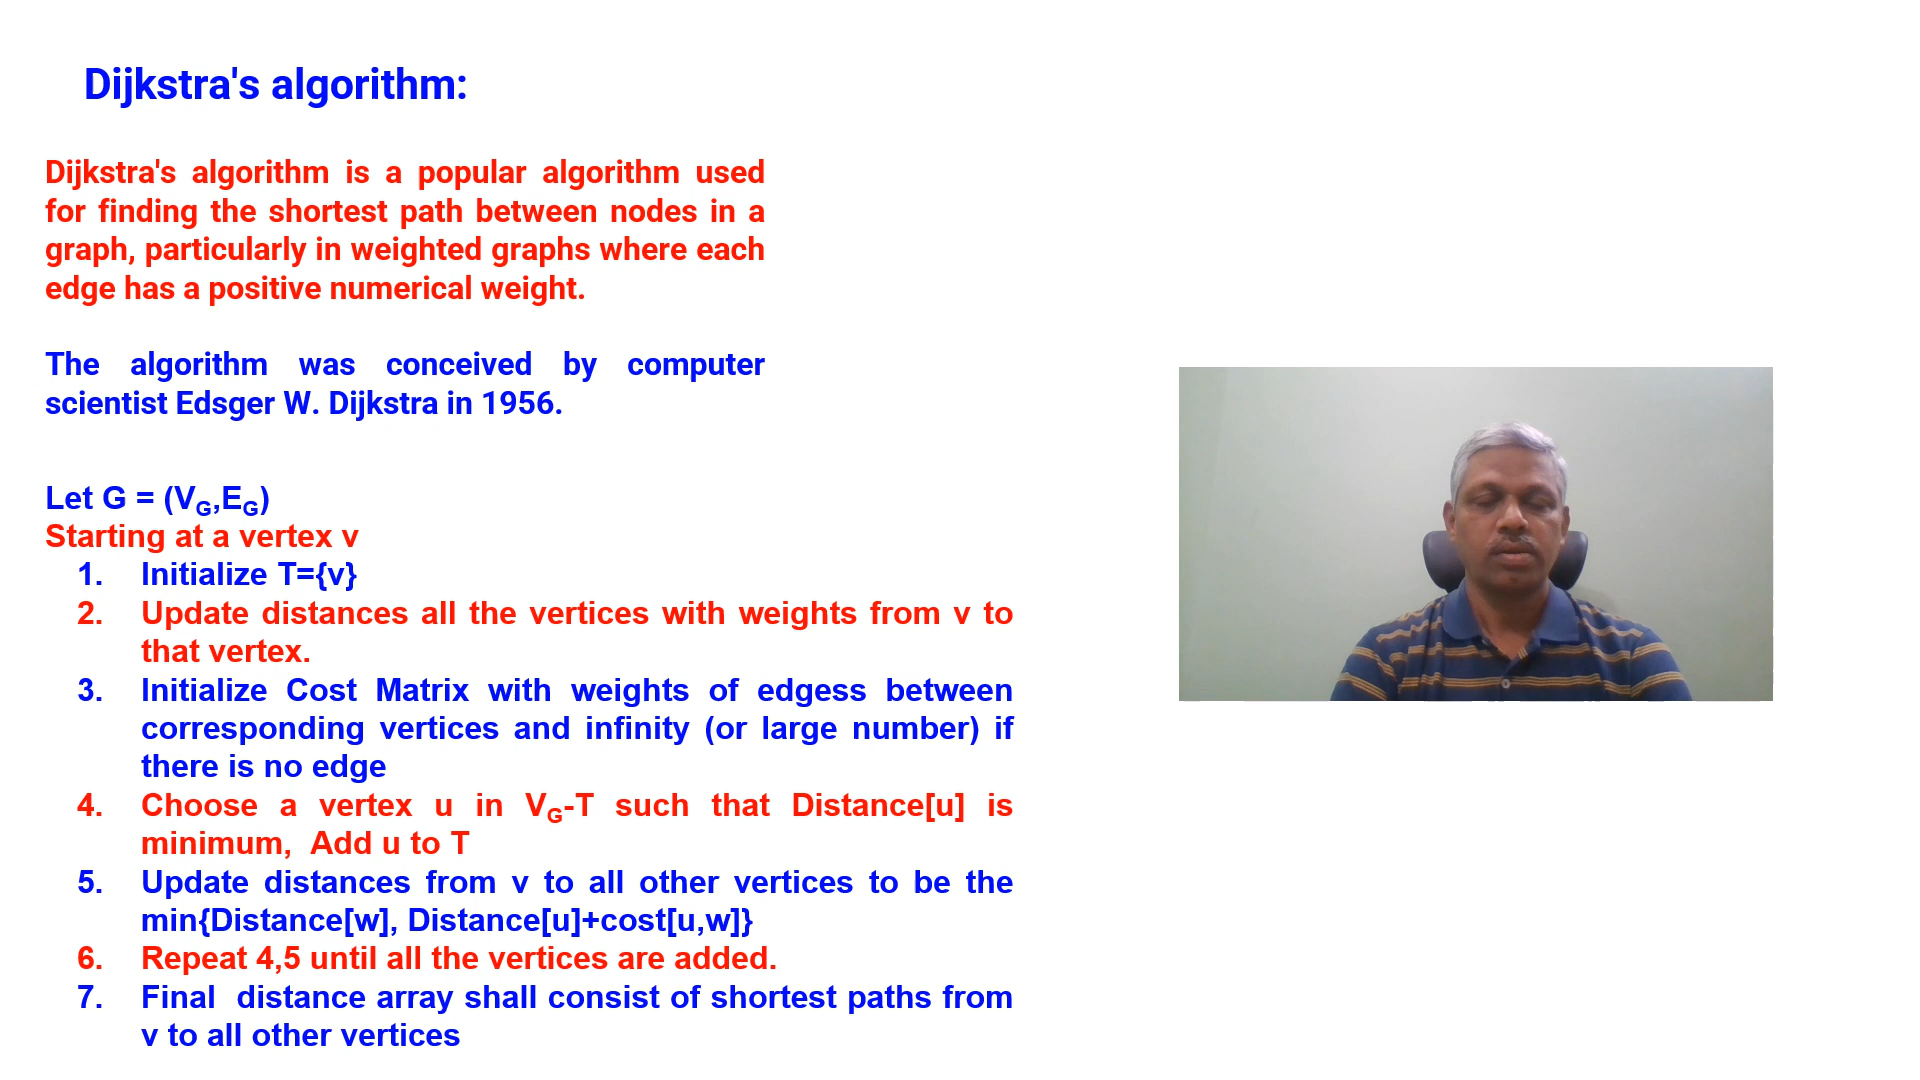 Dijkstra's algorithm:
Dijkstra's algorithm is a popular algorithm used
for finding the shortest path between nodes in a
graph, particularly in weighted graphs where each
edge has a positive numerical weight.
The algorithm was conceived by computer
scientist Edsger W. Dijkstra in 1956.
Let G = (VG,EG)
Starting at a vertex v
1. Initialize T={v}
2. Update distances all the vertices with weights from v to
that vertex.
3. Initialize Cost Matrix with weights of edgess between
corresponding vertices and infinity (or large number) if
there is no edge
4. Choose a vertex u in VG-T such that Distance[u] is
minimum, Add u to T
5. Update distances from v to all other vertices to be the
min{Distance[w], Distance[u]+cost[u,w]}
6. Repeat 4,5 until all the vertices are added.
7. Final distance array shall consist of shortest paths from
v to all other vertices